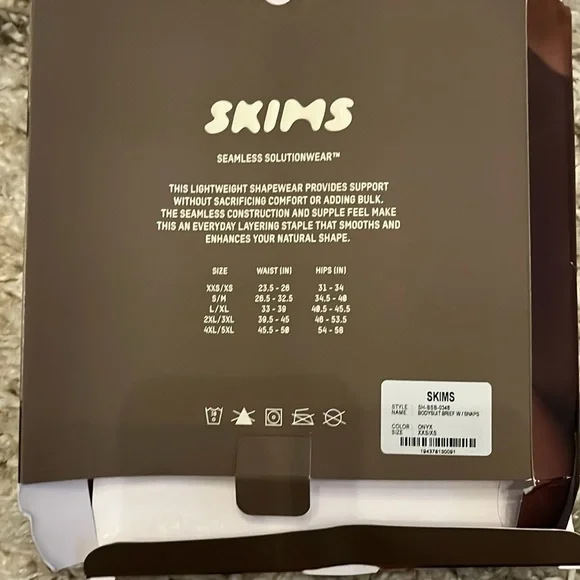 SKIMS
SEAMLESS SOLUTIONWEAR™
THIS LIGHTWEIGHT SHAPEWEAR PROVIDES SUPPORT
WITHOUT SACRIFICING COMFORT OR ADDING BULK.
THE SEAMLESS CONSTRUCTION AND SUPPLE FEEL MAKE
THIS AN EVERYDAY LAYERING STAPLE THAT SMOOTHS AND
ENHANCES YOUR NATURAL SHAPE.
SIZE WAIST (IN) HIPS (IN)
XXS/XS 23.5 - 26 31 - 34
S/M 26.5 - 32.5 34.5 - 40
L/XL 33 - 39 40.5 - 45.5
2XL/3XL 39.5 - 45 46 - 53.5
4XL/5XL 45.5 - 50 54 - 58
SKIMS
STYLE : SH-BSB-0346
NAME : BODYSUIT BRIEF W/ SNAPS
COLOR : ONYX
SIZE : XXS/XS
194376130091